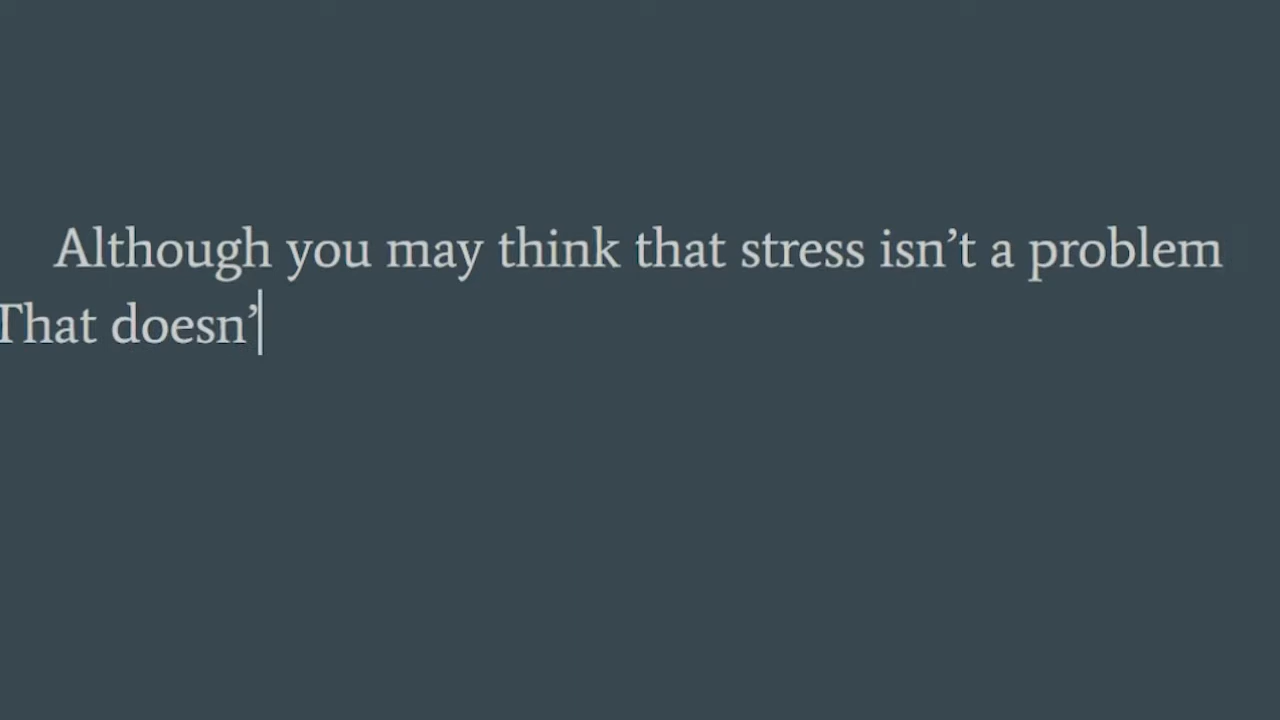 Although you may think that stress isn’t a problem
That doesn’